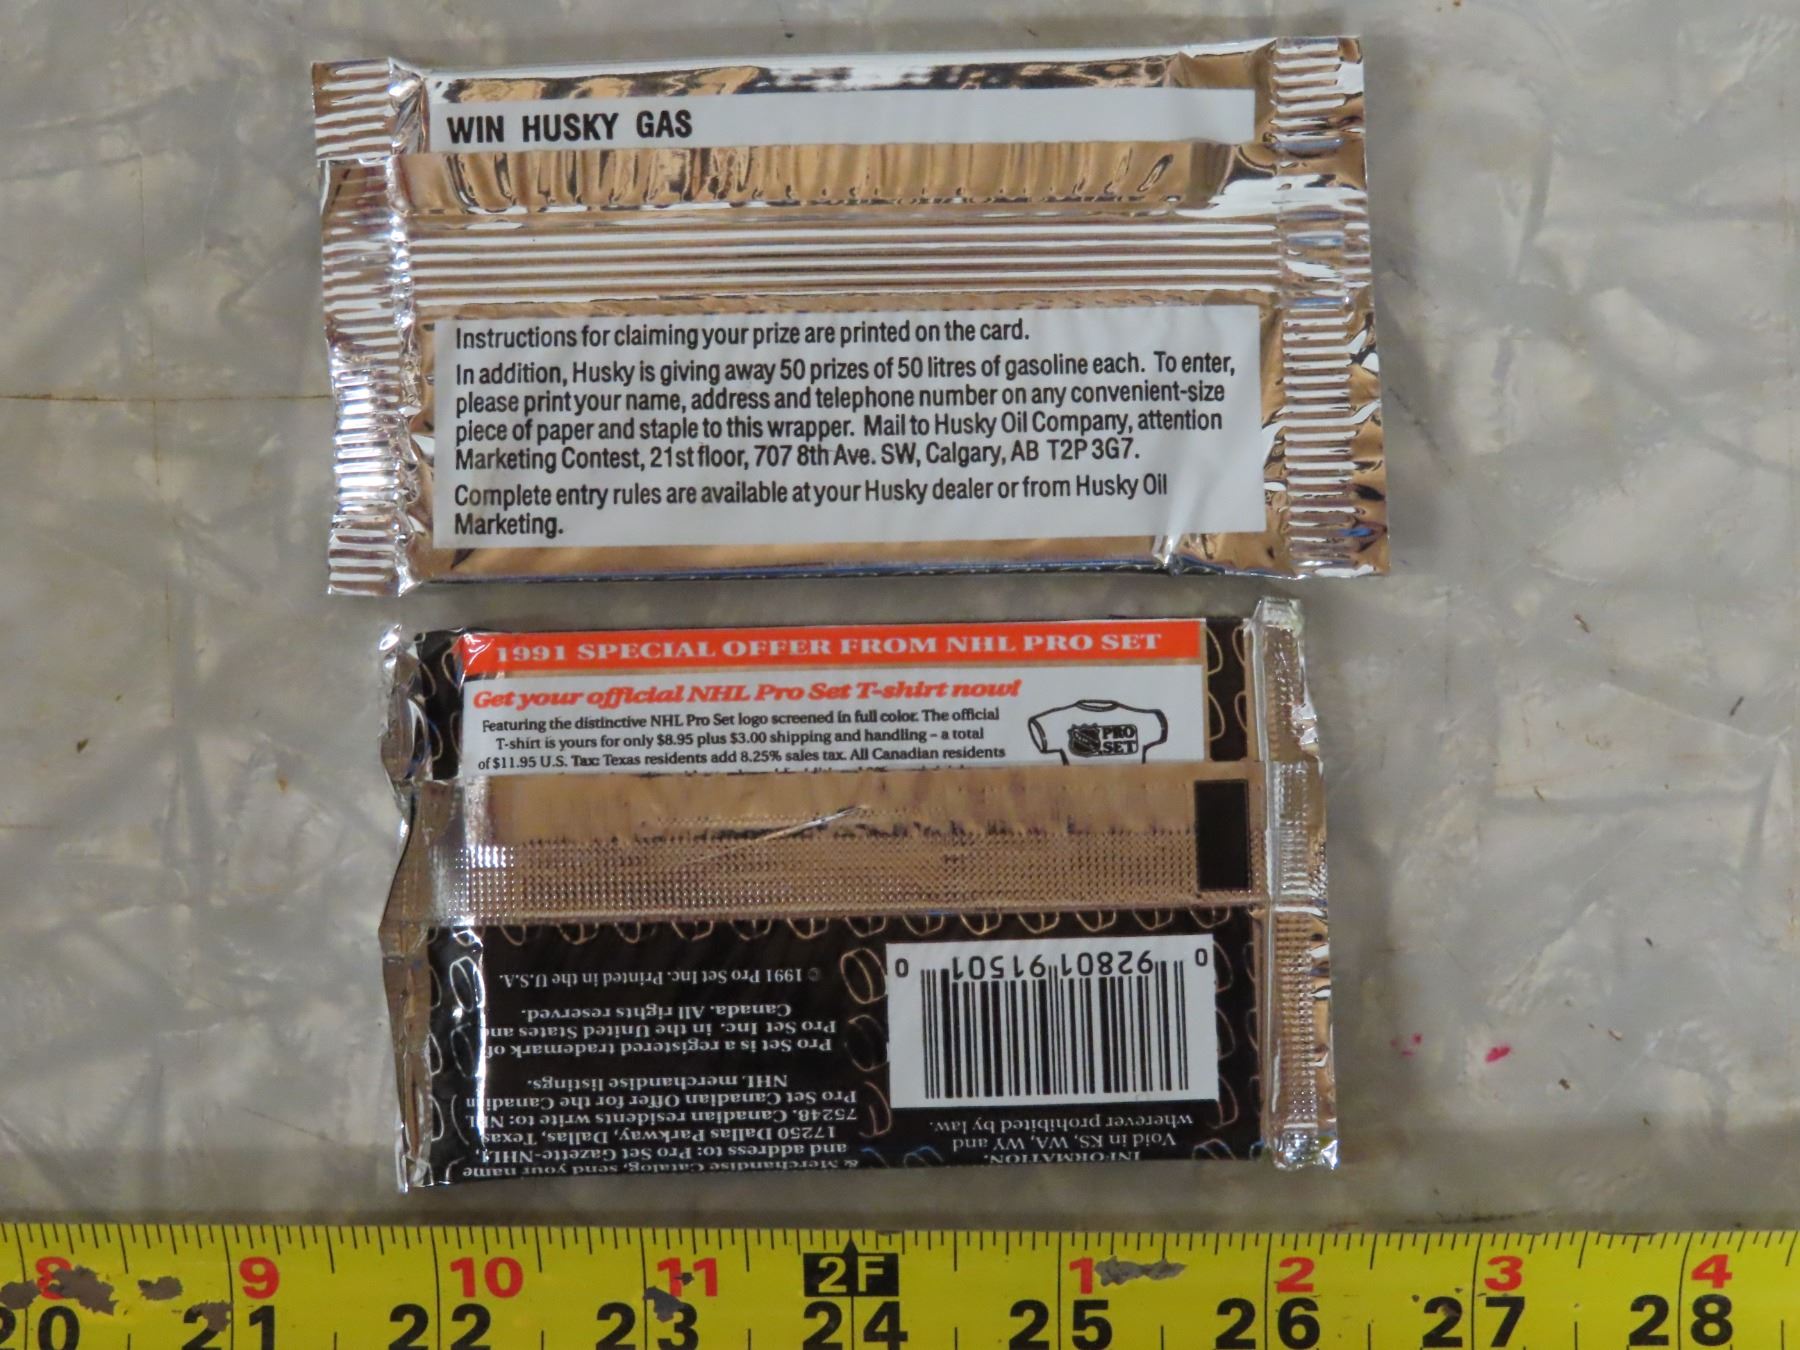 WIN HUSKY GAS
Instructions for claiming your prize are printed on the card.
In addition, Husky is giving away 50 prizes of 50 litres of gasoline each. To enter,
please print your name, address and telephone number on any convenient-size
piece of paper and staple to this wrapper. Mail to Husky Oil Company, attention
Marketing Contest, 21st floor, 707 8th Ave. SW, Calgary, AB T2P 3G7.
Complete entry rules are available at your Husky dealer or from Husky Oil
Marketing.
1991 SPECIAL OFFER FROM NHL PRO SET
Get your official NHL Pro Set T-shirt now!
Featuring the distinctive NHL Pro Set logo screened in full color. The official
T-shirt is yours for only $8.95 plus $3.00 shipping and handling – a total
of $11.95 U.S. Tax: Texas residents add 8.25% sales tax. All Canadian residents
PRO
SET
& Merchandise Catalog, send your name
and address to: Pro Set Gazette-NHL,
17250 Dallas Parkway, Dallas, Texas
75248. Canadian residents write to:
Pro Set Canadian Offer for the Canadian
NHL merchandise listings.
Pro Set is a registered trademark of
Pro Set Inc. in the United States and
Canada. All rights reserved.
© 1991 Pro Set Inc. Printed in the U.S.A.
INFORMATION.
Void in KS, WA, WY and
wherever prohibited by law.
0 92801 91501 0
8 9 10 11 2F 1 2 3 4
20 21 22 23 24 25 26 27 28